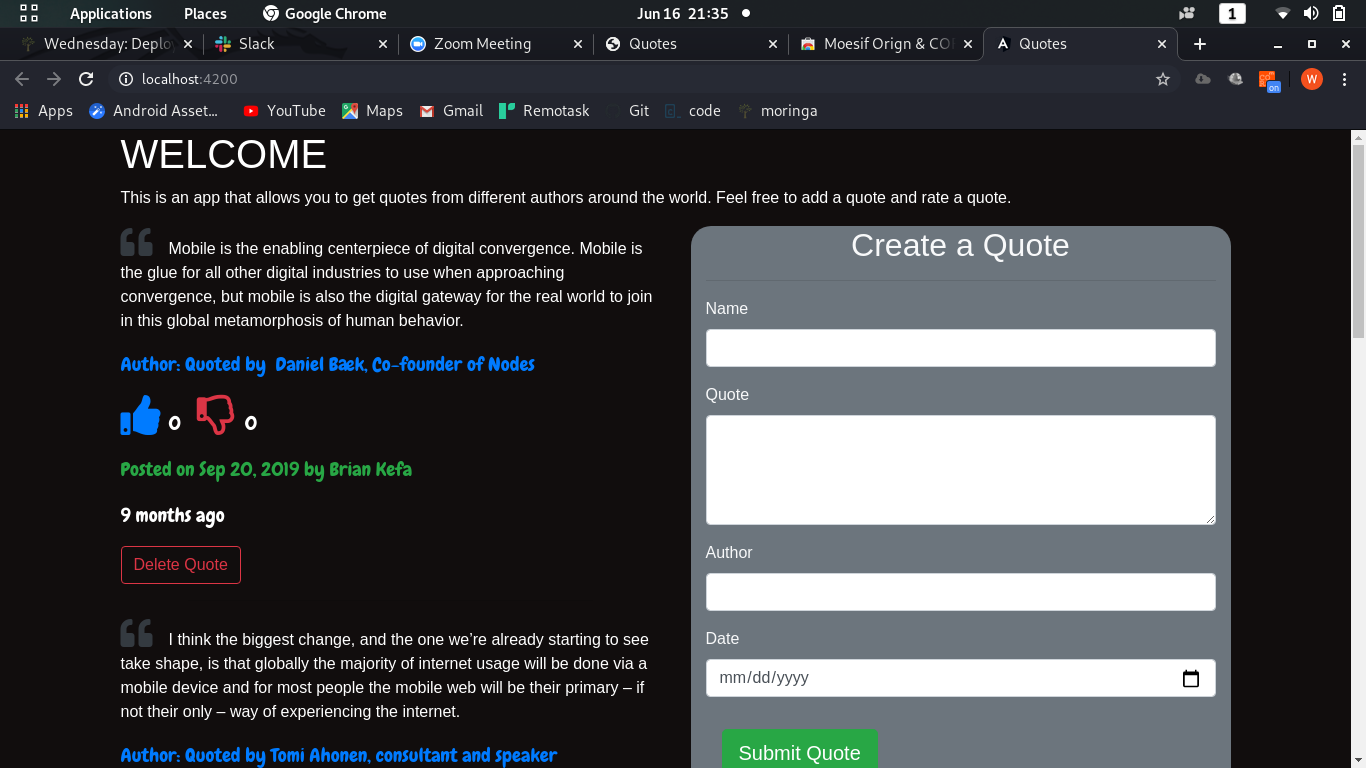 Applications Places Google Chrome Jun 16 21:35 1
Wednesday: Deplo Slack Zoom Meeting Quotes Moesif Orign & CO Quotes
localhost:4200 on W
Apps Android Asset... YouTube Maps Gmail Remotask Git code moringa
WELCOME
This is an app that allows you to get quotes from different authors around the world. Feel free to add a quote and rate a quote.
Mobile is the enabling centerpiece of digital convergence. Mobile is
the glue for all other digital industries to use when approaching
convergence, but mobile is also the digital gateway for the real world to join
in this global metamorphosis of human behavior.
Author: Quoted by Daniel Baek, Co-founder of Nodes
0 0
Posted on Sep 20, 2019 by Brian Kefa
9 months ago
Delete Quote
I think the biggest change, and the one we’re already starting to see
take shape, is that globally the majority of internet usage will be done via a
mobile device and for most people the mobile web will be their primary – if
not their only – way of experiencing the internet.
Author: Quoted by Tomi Ahonen, consultant and speaker
Create a Quote
Name
Quote
Author
Date
mm/dd/yyyy
Submit Quote